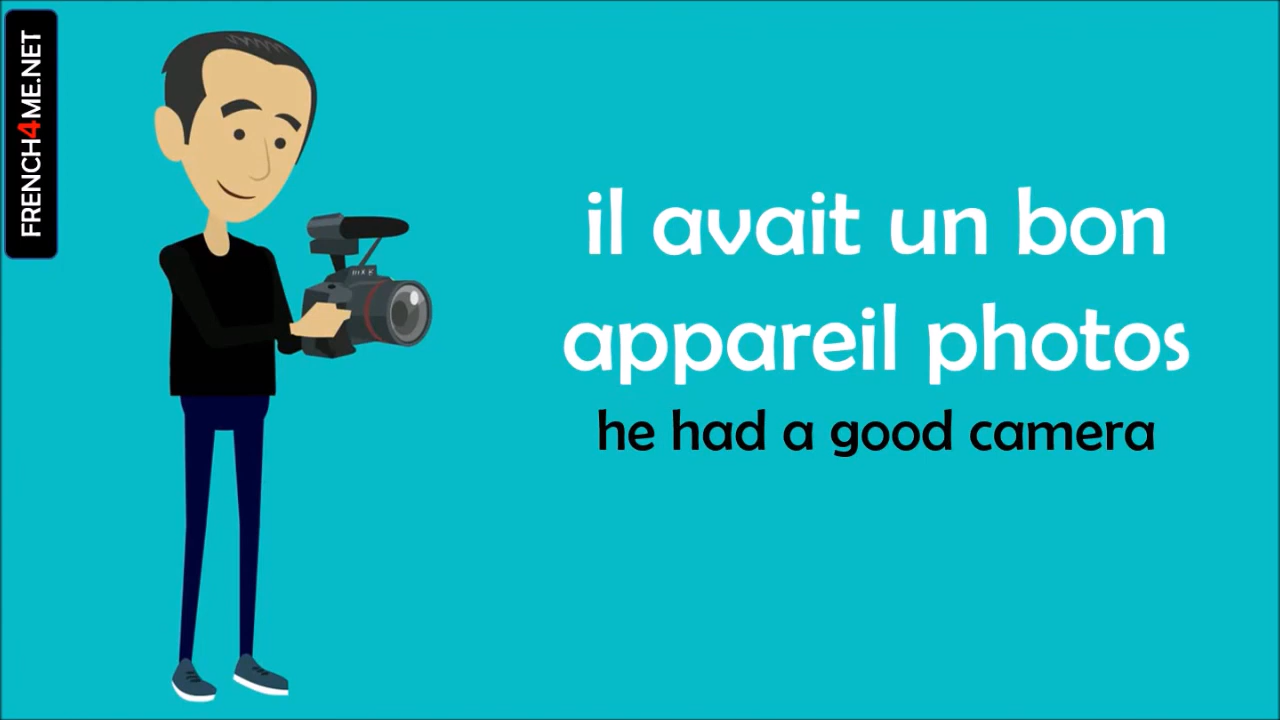 FRENCH4ME.NET
il avait un bon
appareil photos
he had a good camera